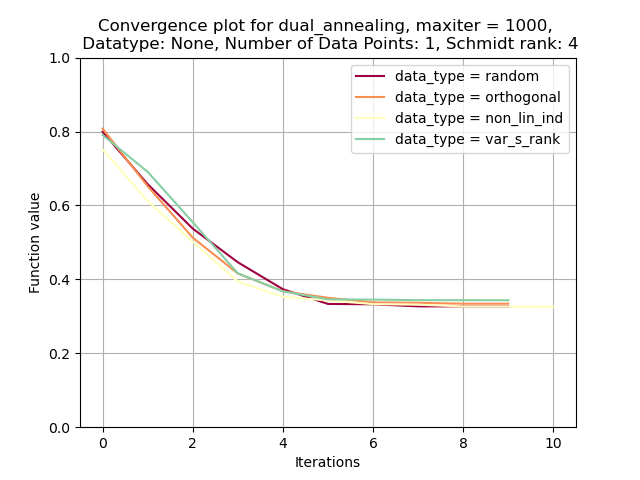 Convergence plot for dual_annealing, maxiter = 1000,
Datatype: None, Number of Data Points: 1, Schmidt rank: 4
1.0
data_type = random
data_type = orthogonal
data_type = non_lin_ind
data_type = var_s_rank
0.8
0.6
Function value
0.4
0.2
0.0
0 2 4 6 8 10
Iterations